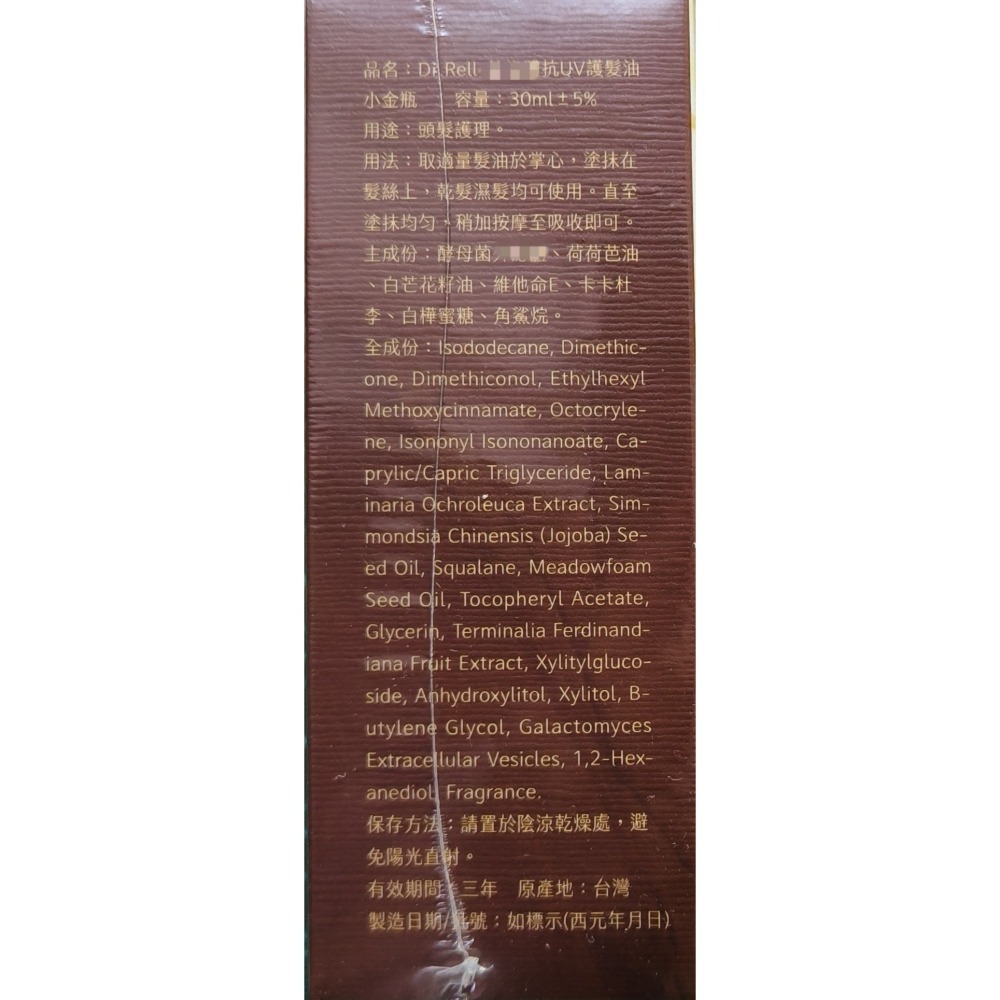 品名：Dr.Rell 抗UV護髮油
小金瓶 容量：30ml±5%
用途：頭髮護理。
用法：取適量髮油於掌心，塗抹在
髮絲上，乾髮濕髮均可使用。直至
塗抹均勻，稍加按摩至吸收即可。
主成份：酵母菌、荷荷芭油
、白芒花籽油、維他命E、卡卡杜
李、白樺蜜糖、角鯊烷。
全成份：Isododecane, Dimethic-
one, Dimethiconol, Ethylhexyl
Methoxycinnamate, Octocryle-
ne, Isononyl Isononanoate, Ca-
prylic/Capric Triglyceride, Lam-
inaria Ochroleuca Extract, Sim-
mondsia Chinensis (Jojoba) Se-
ed Oil, Squalane, Meadowfoam
Seed Oil, Tocopheryl Acetate,
Glycerin, Terminalia Ferdinand-
iana Fruit Extract, Xylitylgluco-
side, Anhydroxylitol, Xylitol, B-
utylene Glycol, Galactomyces
Extracellular Vesicles, 1,2-Hex-
anediol, Fragrance.
保存方法：請置於陰涼乾燥處，避
免陽光直射。
有效期間：三年 原產地：台灣
製造日期/批號：如標示(西元年月日)